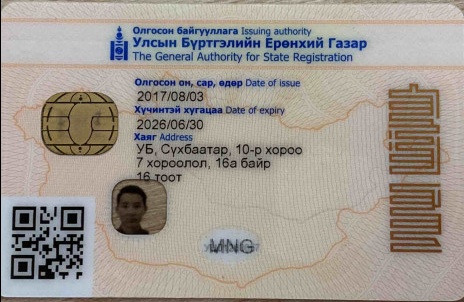 Олгосон байгууллага Issuing authority
Улсын Бүртгэлийн Ерөнхий Газар
The General Authority for State Registration
Олгосон он, сар, өдөр Date of issue
2017/08/03
Хүчинтэй хугацаа Date of expiry
2026/06/30
Хаяг Address
УБ, Сүхбаатар, 10-р хороо
7 хороолол, 16а байр
16 тоот
MNG